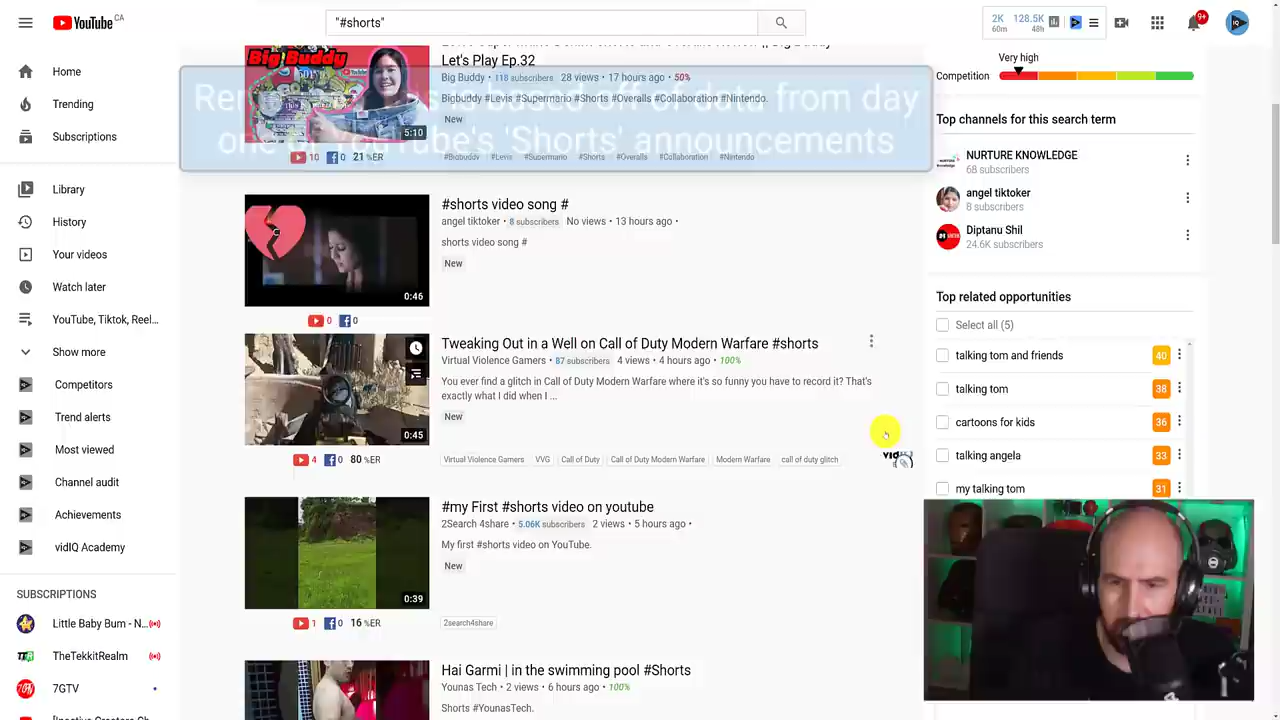 YouTube CA
"#shorts"
2K 128.5K
60m 48h
9+
Home
Trending
Subscriptions
Library
History
Your videos
Watch later
YouTube, Tiktok, Reel...
Show more
Competitors
Trend alerts
Most viewed
Channel audit
Achievements
vidIQ Academy
SUBSCRIPTIONS
Little Baby Bum - N...
TheTekkitRealm
7GTV
Big Buddy
5:10
Let's Play Ep.32
Big Buddy • 118 subscribers • 28 views • 17 hours ago • 50%
Bigbuddy #Levis #Supermario #Shorts #Overalls #Collaboration #Nintendo.
New
10 0 21 %ER
#Bigbuddy #Levis #Supermario #Shorts #Overalls #Collaboration #Nintendo
from day
one of YouTube's 'Shorts' announcements
#shorts video song #
angel tiktoker • 8 subscribers No views • 13 hours ago •
shorts video song #
New
0:46
0 0
Tweaking Out in a Well on Call of Duty Modern Warfare #shorts
Virtual Violence Gamers • 87 subscribers 4 views • 4 hours ago • 100%
You ever find a glitch in Call of Duty Modern Warfare where it's so funny you have to record it? That's
exactly what I did when I ...
New
0:45
4 0 80 %ER
Virtual Violence Gamers VVG Call of Duty Call of Duty Modern Warfare Modern Warfare call of duty glitch
vidIQ
#my First #shorts video on youtube
2Search 4share • 5.06K subscribers 2 views • 5 hours ago •
My first #shorts video on YouTube.
New
0:39
1 0 16 %ER
2search4share
Hai Garmi | in the swimming pool #Shorts
Younas Tech • 2 views • 6 hours ago • 100%
Shorts #YounasTech.
Very high
Competition
Top channels for this search term
NURTURE KNOWLEDGE
68 subscribers
angel tiktoker
8 subscribers
Diptanu Shil
24.6K subscribers
Top related opportunities
Select all (5)
talking tom and friends 40
talking tom 38
cartoons for kids 36
talking angela 33
my talking tom 31